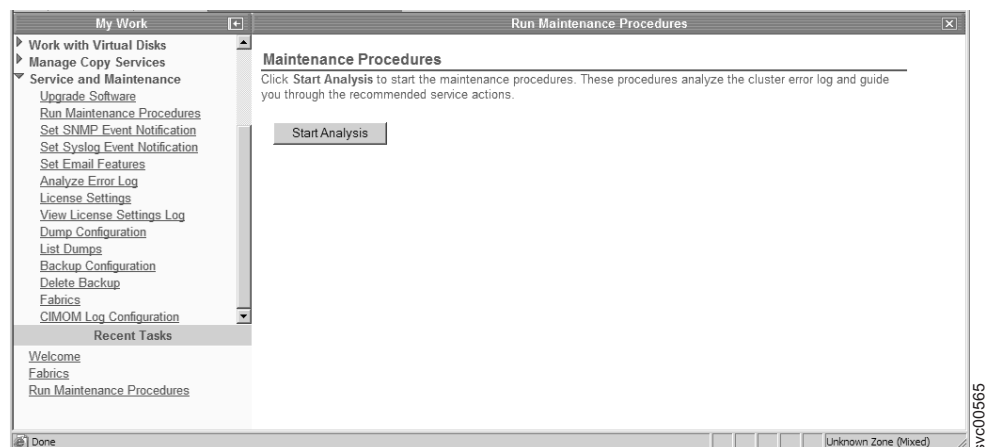 My Work
Run Maintenance Procedures
Work with Virtual Disks
Manage Copy Services
Service and Maintenance
Upgrade Software
Run Maintenance Procedures
Set SNMP Event Notification
Set Syslog Event Notification
Set Email Features
Analyze Error Log
License Settings
View License Settings Log
Dump Configuration
List Dumps
Backup Configuration
Delete Backup
Fabrics
CIMOM Log Configuration
Recent Tasks
Welcome
Fabrics
Run Maintenance Procedures
Maintenance Procedures
Click Start Analysis to start the maintenance procedures. These procedures analyze the cluster error log and guide
you through the recommended service actions.
Start Analysis
Done
Unknown Zone (Mixed)
svc00565